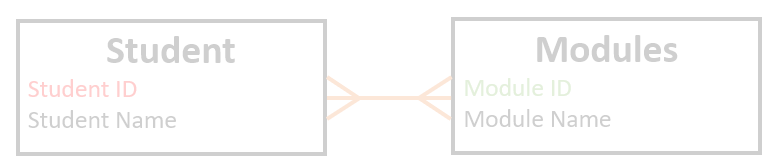 Student
Student ID
Student Name
Modules
Module ID
Module Name